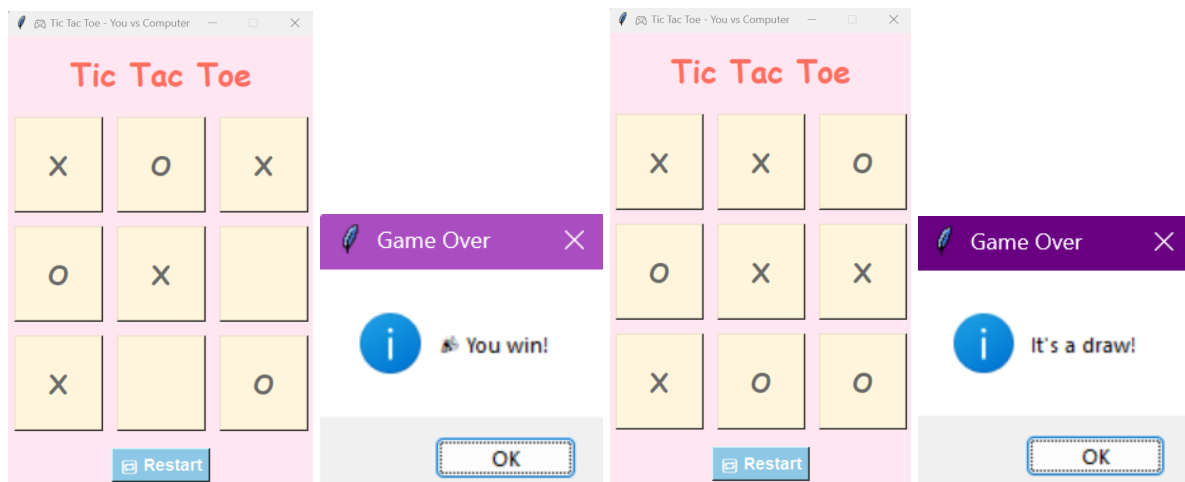 🎮 Tic Tac Toe - You vs Computer
Tic Tac Toe
X O X
O X
X O
Restart
Game Over
🎉 You win!
OK
🎮 Tic Tac Toe - You vs Computer
Tic Tac Toe
X X O
O X X
X O O
Restart
Game Over
It's a draw!
OK